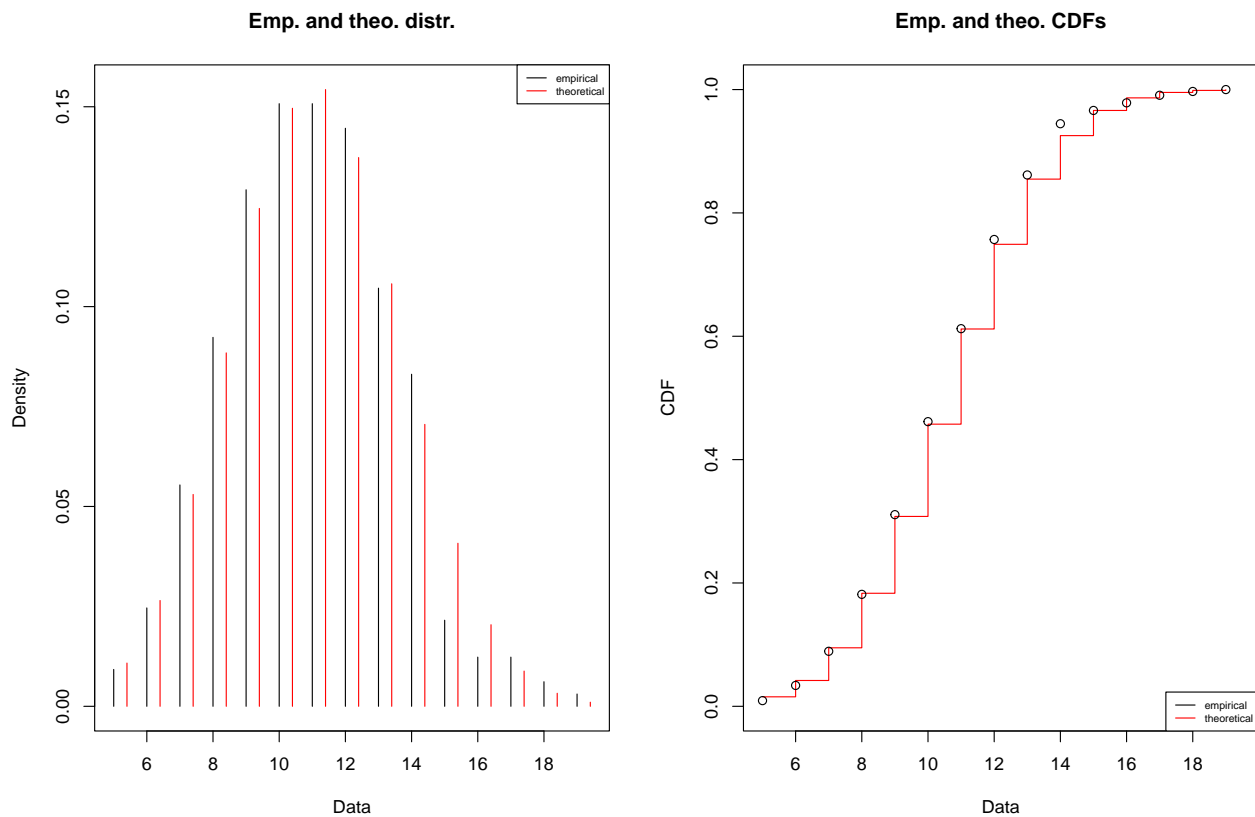 Emp. and theo. distr.
empirical
theoretical
0.15
0.10
0.05
0.00
Density
6 8 10 12 14 16 18
Data
Emp. and theo. CDFs
1.0
0.8
0.6
0.4
0.2
0.0
CDF
empirical
theoretical
6 8 10 12 14 16 18
Data